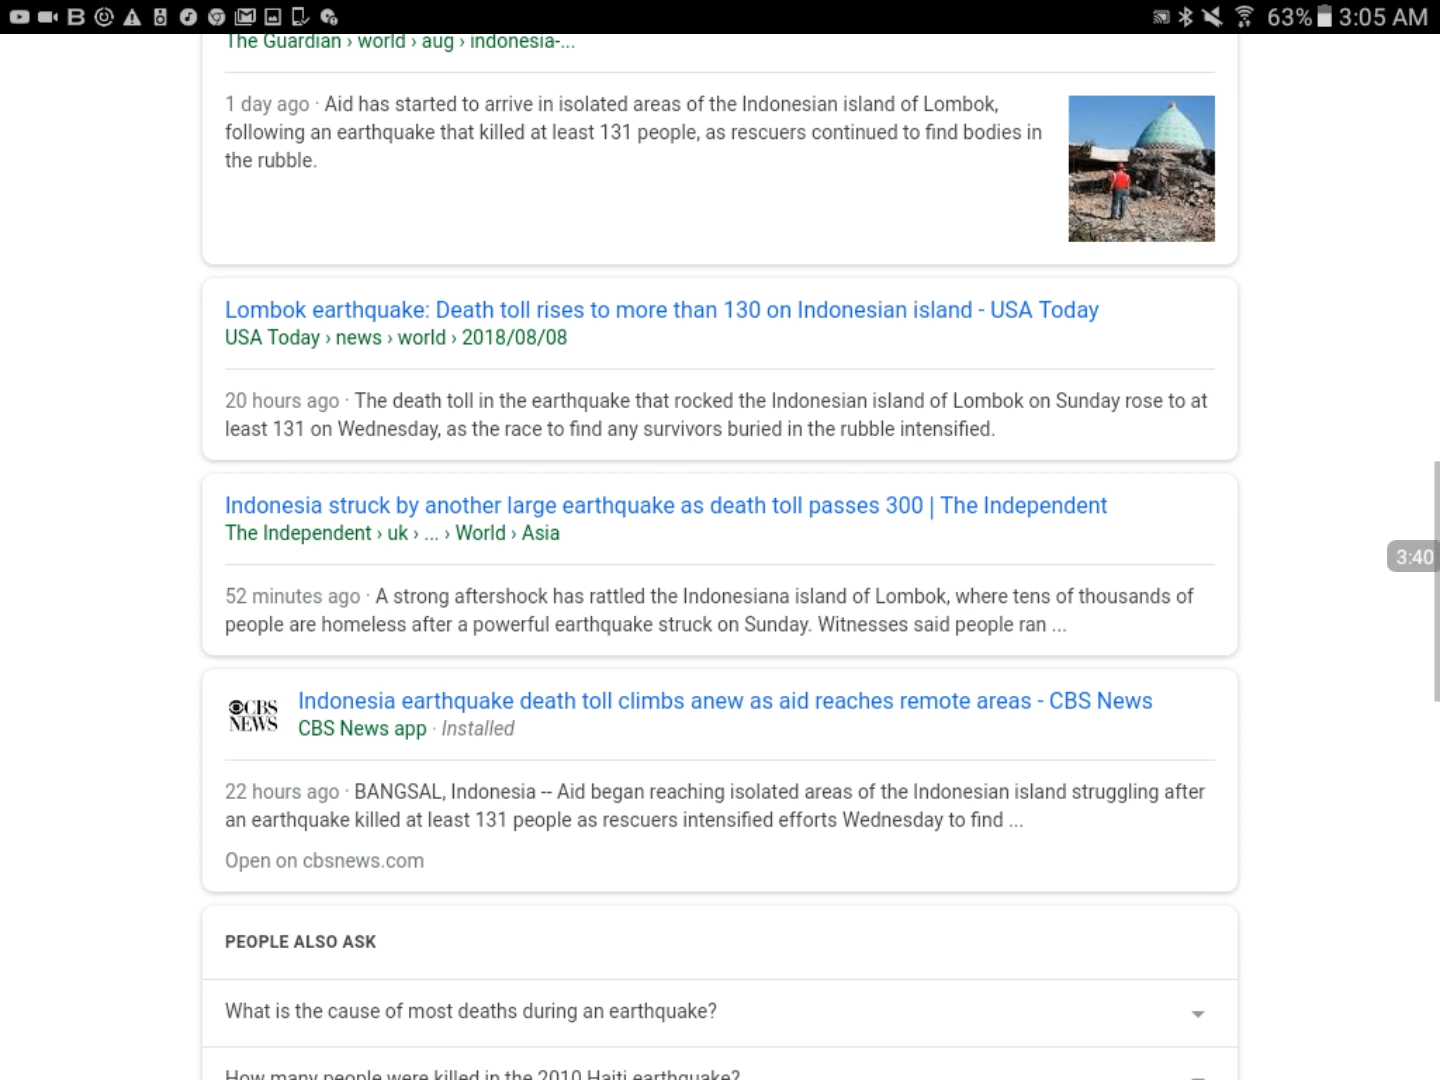 63% 3:05 AM
The Guardian › world › aug › indonesia-...
1 day ago · Aid has started to arrive in isolated areas of the Indonesian island of Lombok,
following an earthquake that killed at least 131 people, as rescuers continued to find bodies in
the rubble.
Lombok earthquake: Death toll rises to more than 130 on Indonesian island - USA Today
USA Today › news › world › 2018/08/08
20 hours ago · The death toll in the earthquake that rocked the Indonesian island of Lombok on Sunday rose to at
least 131 on Wednesday, as the race to find any survivors buried in the rubble intensified.
Indonesia struck by another large earthquake as death toll passes 300 | The Independent
The Independent › uk › ... › World › Asia
3:40
52 minutes ago · A strong aftershock has rattled the Indonesiana island of Lombok, where tens of thousands of
people are homeless after a powerful earthquake struck on Sunday. Witnesses said people ran ...
CBS NEWS
Indonesia earthquake death toll climbs anew as aid reaches remote areas - CBS News
CBS News app · Installed
22 hours ago · BANGSAL, Indonesia -- Aid began reaching isolated areas of the Indonesian island struggling after
an earthquake killed at least 131 people as rescuers intensified efforts Wednesday to find ...
Open on cbsnews.com
PEOPLE ALSO ASK
What is the cause of most deaths during an earthquake?
How many people were killed in the 2010 Haiti earthquake?